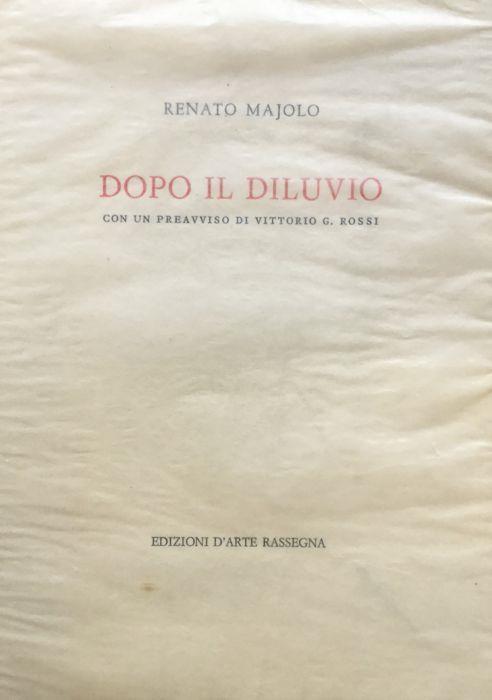 RENATO MAJOLO
DOPO IL DILUVIO
CON UN PREAVVISO DI VITTORIO G. ROSSI
EDIZIONI D'ARTE RASSEGNA